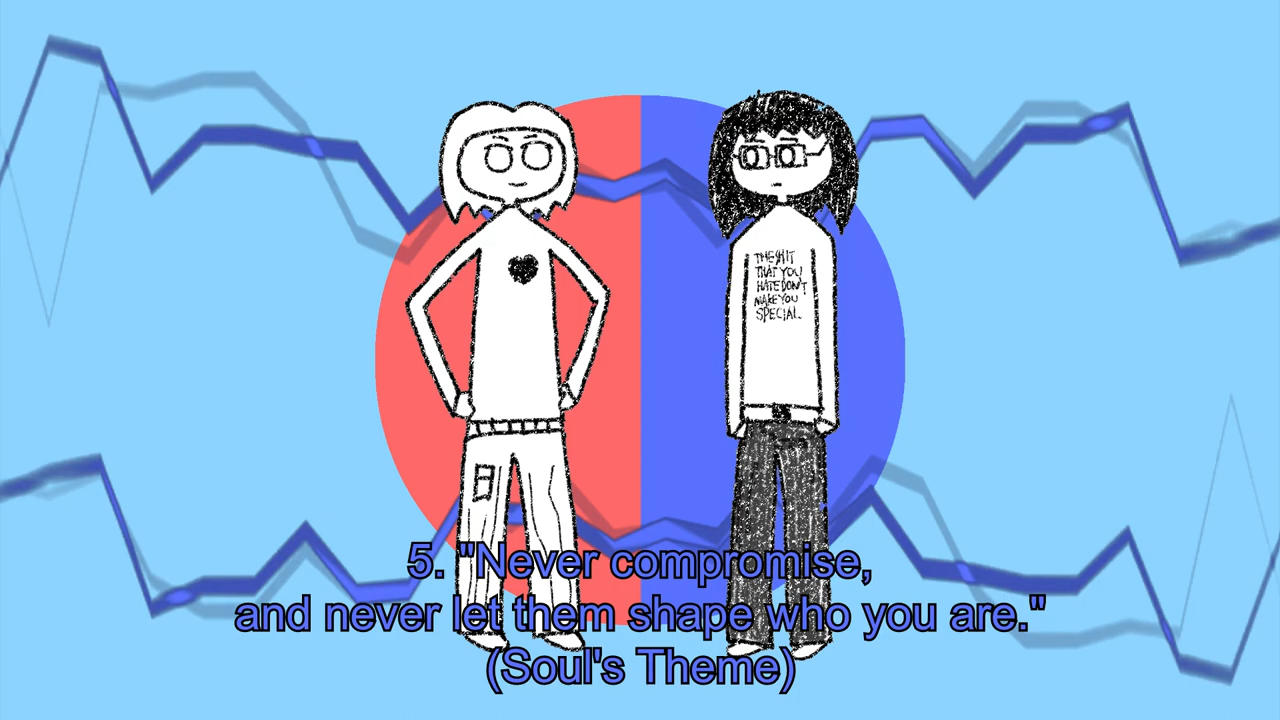 THE SHIT
THAT YOU
HATE DON'T
MAKE YOU
SPECIAL.
5. "Never compromise,
and never let them shape who you are."
(Soul's Theme)